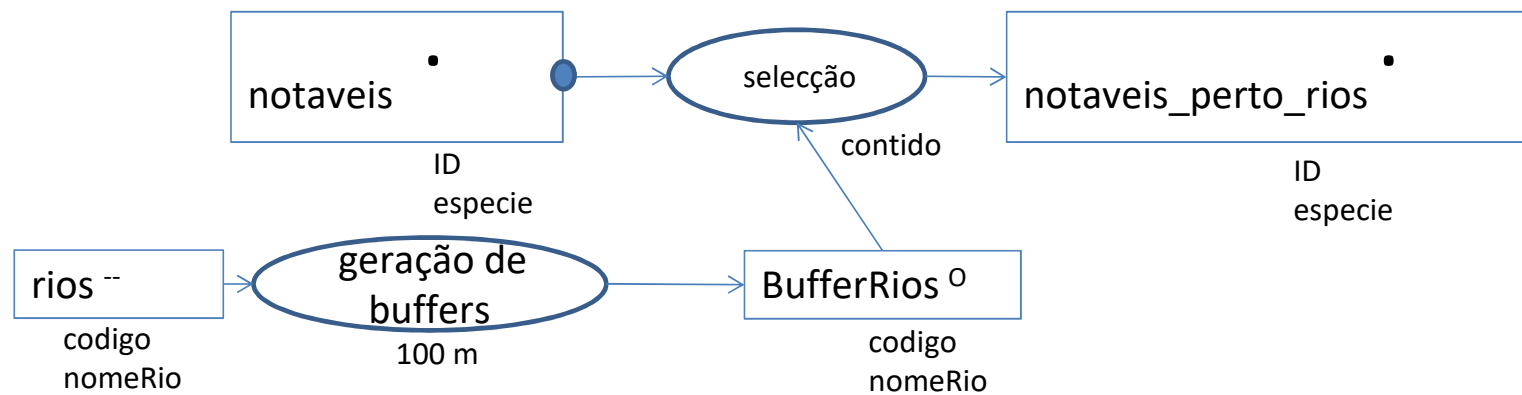 notaveis .
selecção
notaveis_perto_rios .
contido
ID
especie
ID
especie
rios --
geração de
buffers
BufferRios O
codigo
nomeRio
100 m
codigo
nomeRio